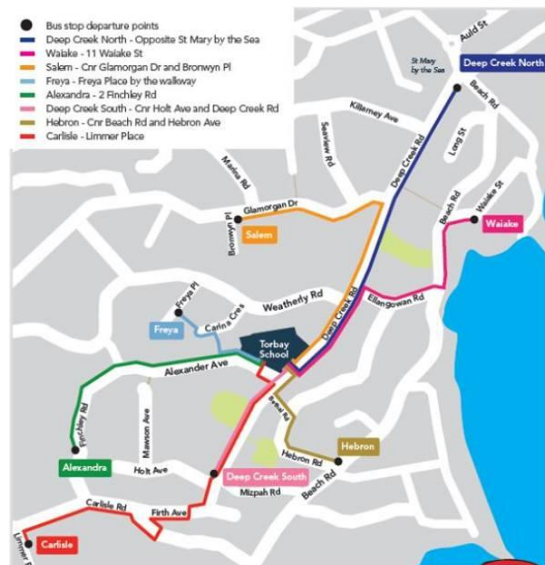 Bus stop departure points
Deep Creek North - Opposite St Mary by the Sea
Waiake - 11 Waiake St
Salem - Cnr Glamorgan Dr and Bronwyn Pl
Freya - Freya Place by the walkway
Alexandra - 2 Finchley Rd
Deep Creek South - Cnr Holt Ave and Deep Creek Rd
Hebron - Cnr Beach Rd and Hebron Ave
Carlisle - Limmer Place
Auld St
St Mary
by the Sea
Deep Creek North
Beach Rd
Killarney Ave
Long St
Seaview Rd
Deep Creek Rd
Marina Rd
Beach Rd
Waiake St
Glamorgan Dr
Bronwyn Pl
Salem
Waiake
Freya Pl
Weatherly Rd
Ellangowan Rd
Carina Cres
Freya
Deep Creek Rd
Torbay
School
Alexander Ave
Bethal Rd
Finchley Rd
Mawson Ave
Hebron
Hebron Rd
Alexandra
Holt Ave
Deep Creek South
Beach Rd
Mizpah Rd
Carlisle Rd
Firth Ave
Limmer
Carlisle